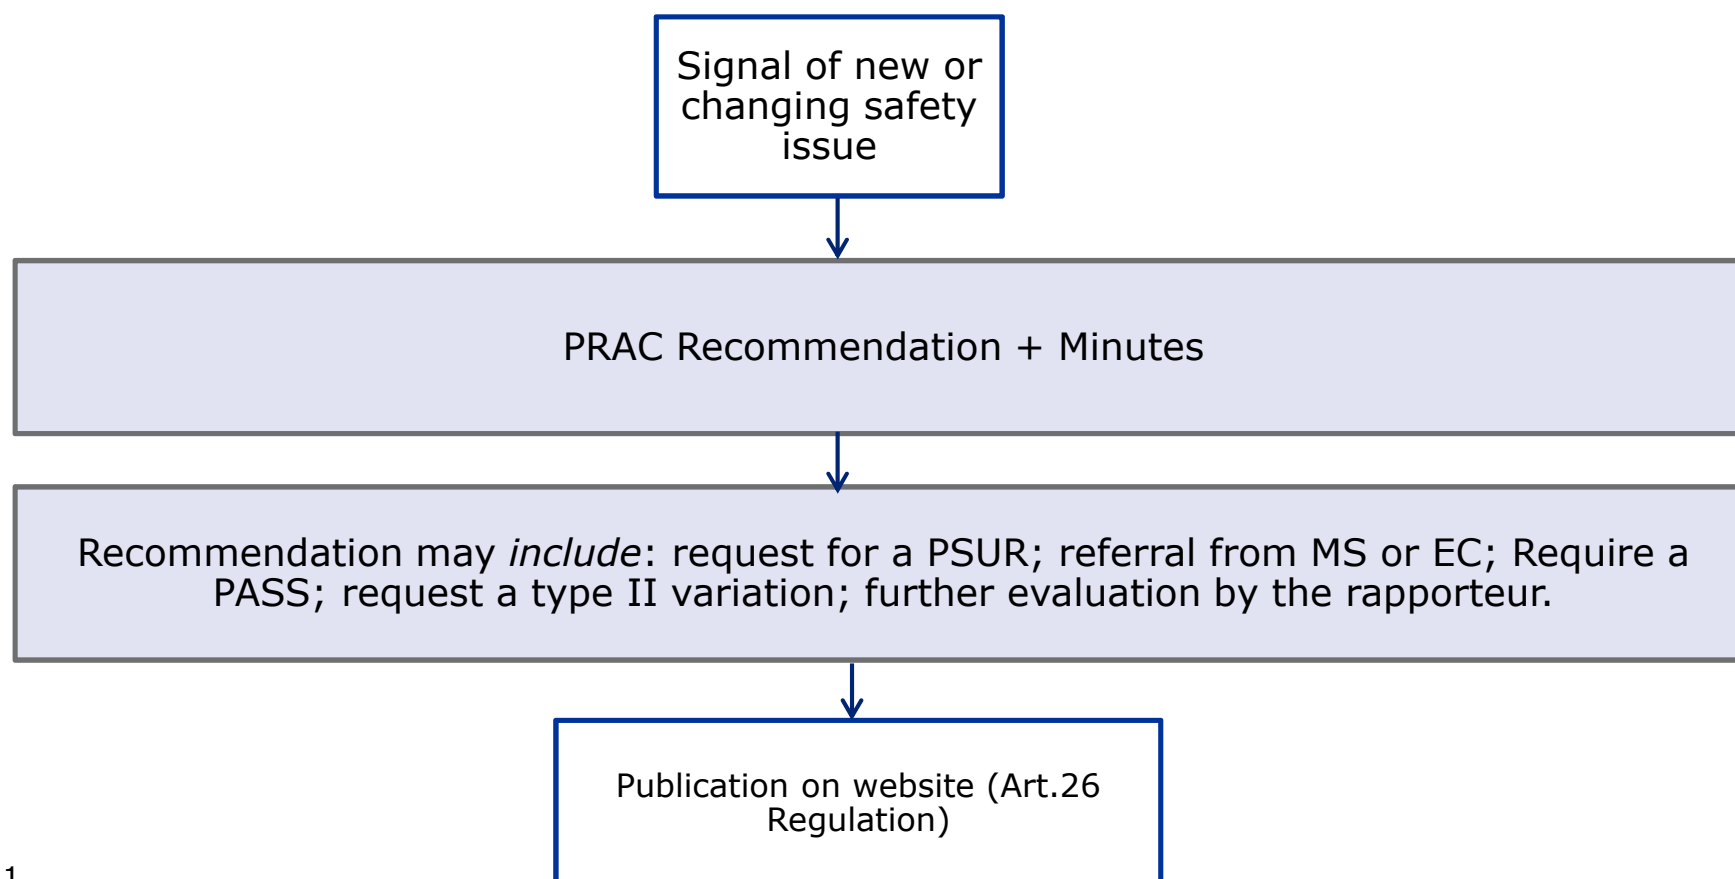 Signal of new or
changing safety
issue
PRAC Recommendation + Minutes
Recommendation may include: request for a PSUR; referral from MS or EC; Require a
PASS; request a type II variation; further evaluation by the rapporteur.
Publication on website (Art.26
Regulation)
1